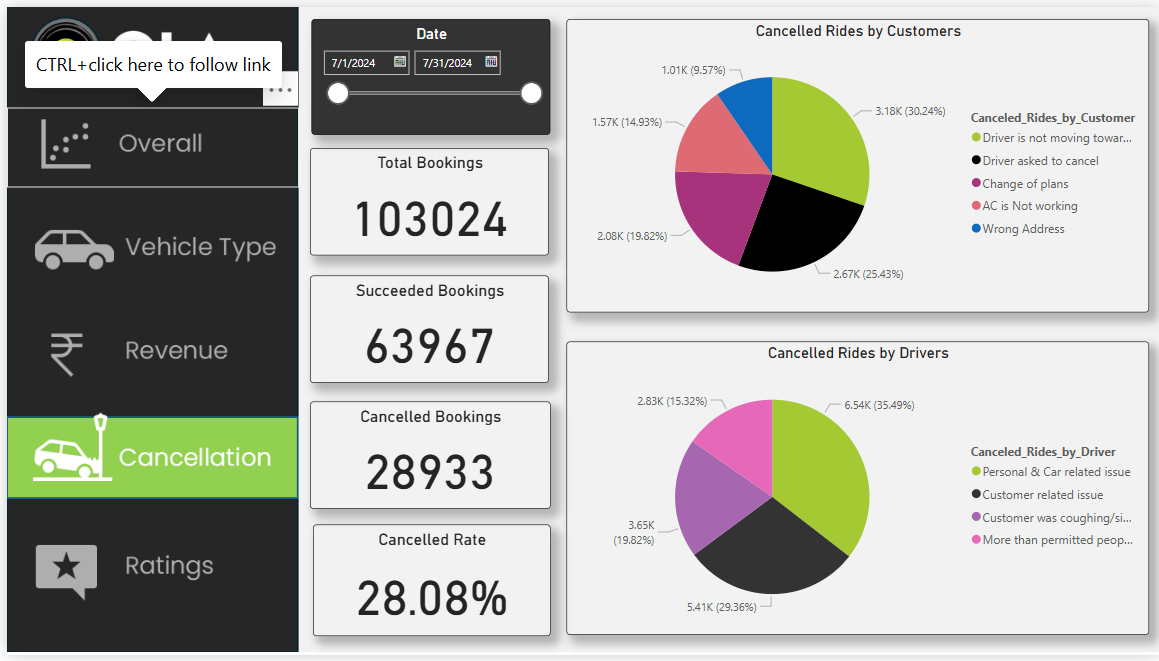 CTRL+click here to follow link
...
Overall
Vehicle Type
Revenue
Cancellation
Ratings
Date
7/1/2024
7/31/2024
Total Bookings
103024
Succeeded Bookings
63967
Cancelled Bookings
28933
Cancelled Rate
28.08%
Cancelled Rides by Customers
1.01K (9.57%)
1.57K (14.93%)
3.18K (30.24%)
2.08K (19.82%)
2.67K (25.43%)
Canceled_Rides_by_Customer
Driver is not moving towar...
Driver asked to cancel
Change of plans
AC is Not working
Wrong Address
Cancelled Rides by Drivers
2.83K (15.32%)
6.54K (35.49%)
3.65K
(19.82%)
5.41K (29.36%)
Canceled_Rides_by_Driver
Personal & Car related issue
Customer related issue
Customer was coughing/si...
More than permitted peop...